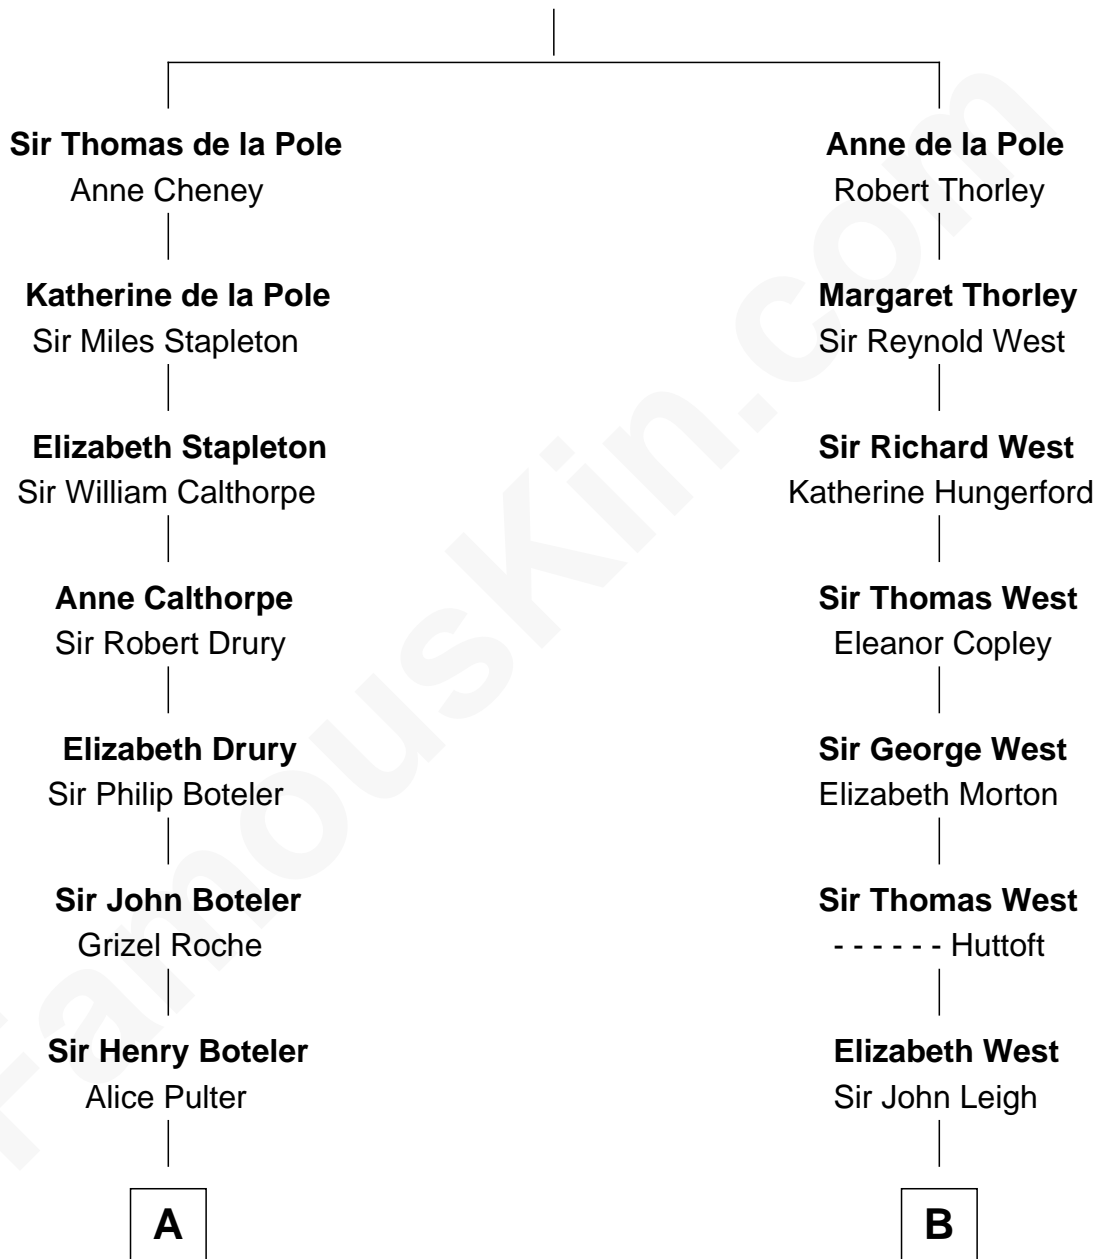 Sir Thomas de la Pole
Anne Cheney
Katherine de la Pole
Sir Miles Stapleton
Elizabeth Stapleton
Sir William Calthorpe
Anne Calthorpe
Sir Robert Drury
Elizabeth Drury
Sir Philip Boteler
Sir John Boteler
Grizel Roche
Sir Henry Boteler
Alice Pulter
A
Anne de la Pole
Robert Thorley
Margaret Thorley
Sir Reynold West
Sir Richard West
Katherine Hungerford
Sir Thomas West
Eleanor Copley
Sir George West
Elizabeth Morton
Sir Thomas West
- - - - - - Huttoft
Elizabeth West
Sir John Leigh
B
FamousKin.com